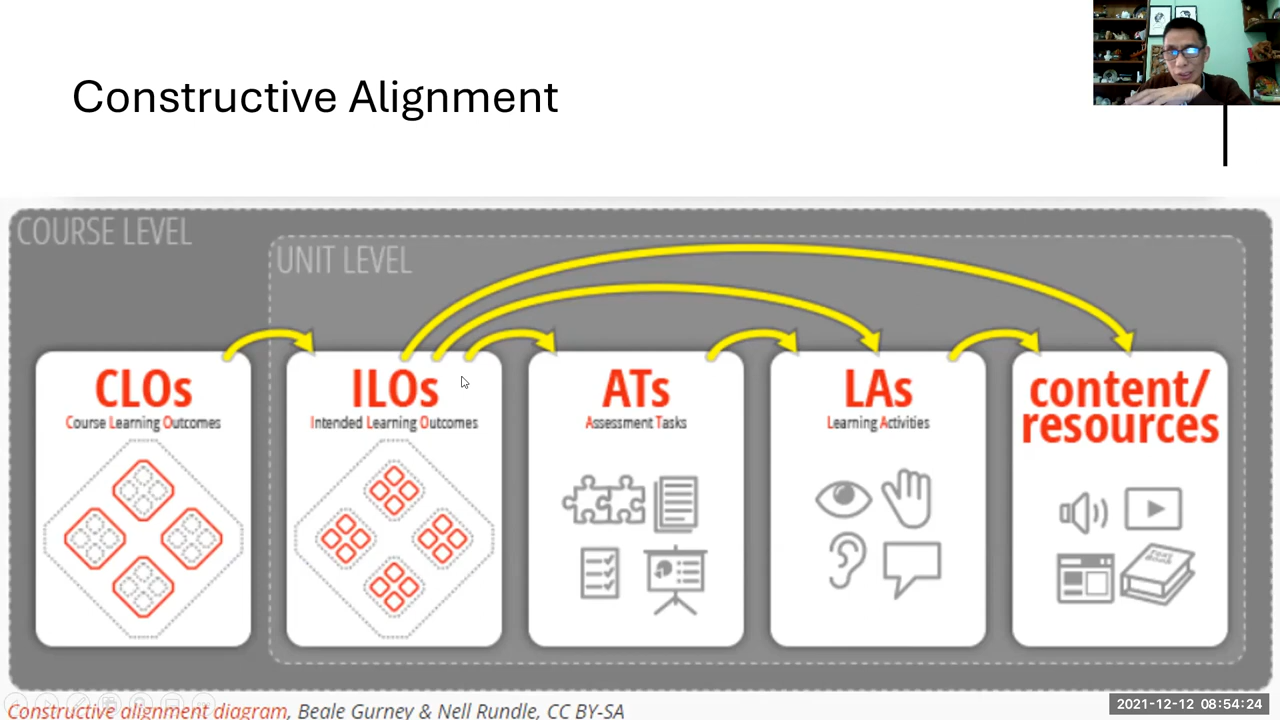 Constructive Alignment
COURSE LEVEL
UNIT LEVEL
CLOs
Course Learning Outcomes
ILOs
Intended Learning Outcomes
ATs
Assessment Tasks
LAs
Learning Activities
content/
resources
TEXT
BOOK
Constructive alignment diagram, Beale Gurney & Nell Rundle, CC BY-SA
2021-12-12 08:54:24